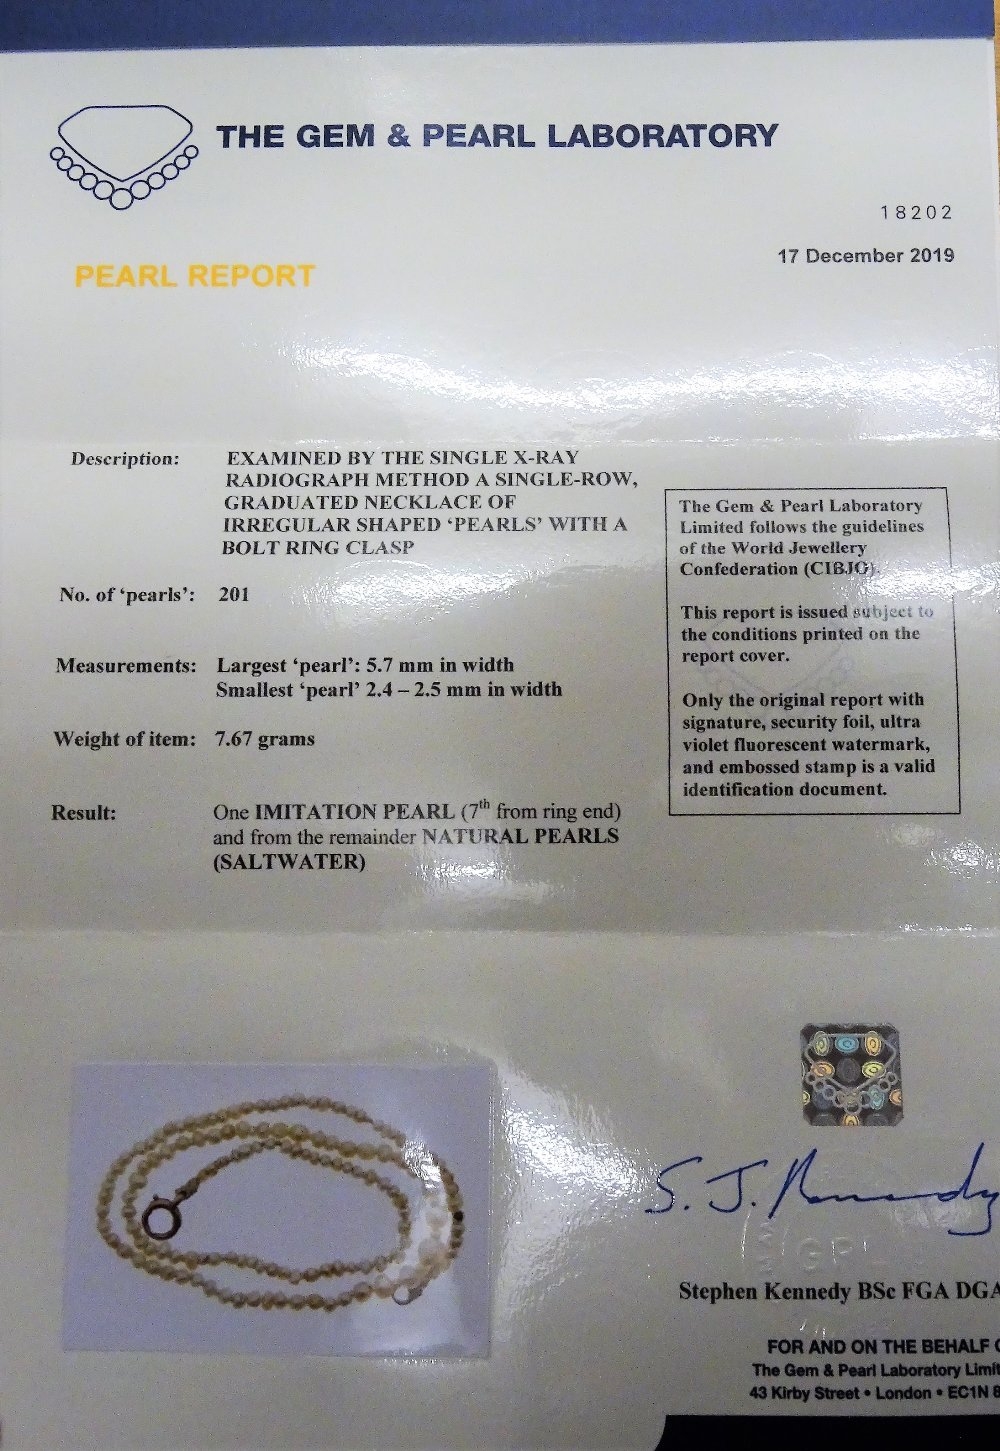 THE GEM & PEARL LABORATORY
18202
17 December 2019
PEARL REPORT
Description: EXAMINED BY THE SINGLE X-RAY
RADIOGRAPH METHOD A SINGLE-ROW,
GRADUATED NECKLACE OF
IRREGULAR SHAPED ‘PEARLS’ WITH A
BOLT RING CLASP
No. of ‘pearls’: 201
Measurements: Largest ‘pearl’: 5.7 mm in width
Smallest ‘pearl’ 2.4 – 2.5 mm in width
Weight of item: 7.67 grams
Result: One IMITATION PEARL (7th from ring end)
and from the remainder NATURAL PEARLS
(SALTWATER)
The Gem & Pearl Laboratory
Limited follows the guidelines
of the World Jewellery
Confederation (CIBJO).
This report is issued subject to
the conditions printed on the
report cover.
Only the original report with
signature, security foil, ultra
violet fluorescent watermark,
and embossed stamp is a valid
identification document.
S. J. Kennedy
GPL
Stephen Kennedy BSc FGA DGA
FOR AND ON THE BEHALF
The Gem & Pearl Laboratory Limit
43 Kirby Street • London • EC1N 8